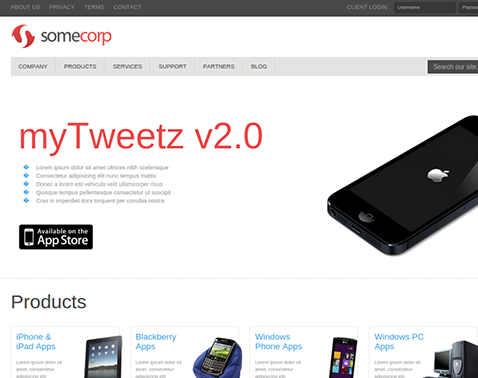 ABOUT US PRIVACY TERMS CONTACT CLIENT LOGIN Username Passw
somecorp
COMPANY PRODUCTS SERVICES SUPPORT PARTNERS BLOG Search our site.
myTweetz v2.0
Lorem ipsum dolor sit amet ultrices nibh scelerisque
Consectetur adipiscing elit nunc tempus mattis
Donec a lorem est vehicula velit ullamcorper risus
Quisque tempus pellentesque consectetur ut suscipit
Cras in imperdiet litora torquent per conubia nostra
Available on the
App Store
Products
iPhone &
iPad Apps
Lorem ipsum dolor sit
amet, consectetur
adipiscing elit.
Blackberry
Apps
Lorem ipsum dolor sit
amet, consectetur
adipiscing elit.
Windows
Phone Apps
Lorem ipsum dolor sit
amet, consectetur
adipiscing elit.
Windows PC
Apps
Lorem ipsum dolor sit
amet, consectetur
adipiscing elit.